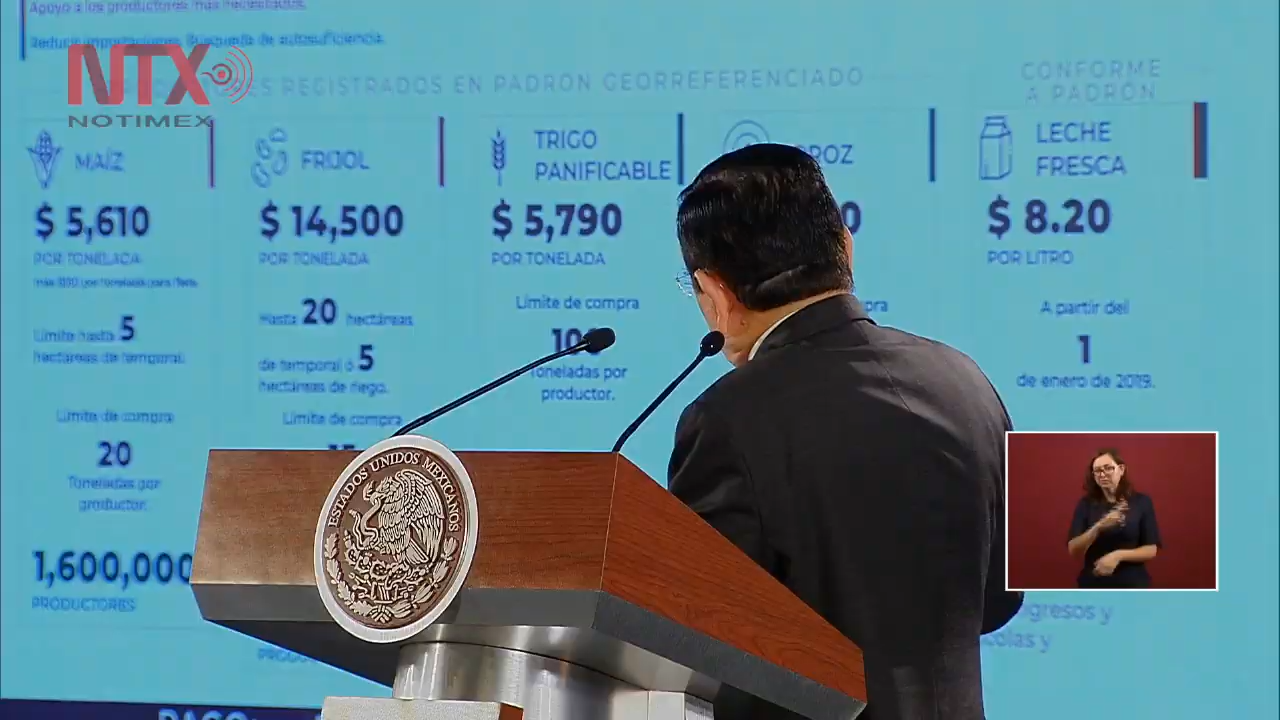 Apoyo a los productores más necesitados.
Reducir importaciones. Búsqueda de autosuficiencia.
NTX
NOTIMEX
REGISTRADOS EN PADRÓN GEORREFERENCIADO
CONFORME
A PADRÓN
MAÍZ
$ 5,610
POR TONELADA
Límite hasta 5
hectáreas de temporal.
Límite de compra
20
Toneladas por
productor.
1,600,000
PRODUCTORES
FRIJOL
$ 14,500
POR TONELADA
Hasta 20 hectáreas
de temporal ó 5
hectáreas de riego.
Límite de compra
TRIGO
PANIFICABLE
$ 5,790
POR TONELADA
Límite de compra
Toneladas por
productor.
LECHE
FRESCA
$ 8.20
POR LITRO
A partir del
1
de enero de 2019.
ESTADOS UNIDOS MEXICANOS